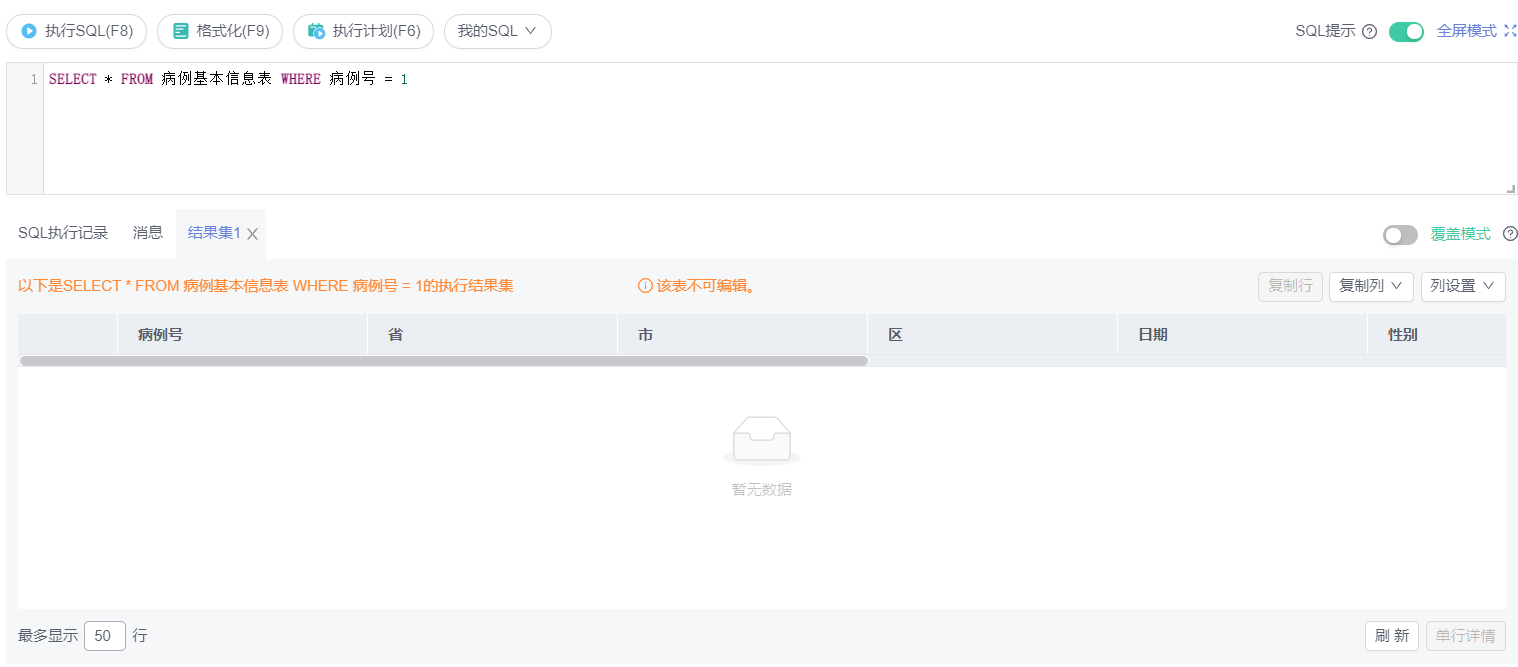 执行SQL(F8) 格式化(F9) 执行计划(F6) 我的SQL SQL提示 全屏模式
1 SELECT * FROM 病例基本信息表 WHERE 病例号 = 1
SQL执行记录 消息 结果集1 覆盖模式
以下是SELECT * FROM 病例基本信息表 WHERE 病例号 = 1的执行结果集 该表不可编辑。 复制行 复制列 列设置
病例号 省 市 区 日期 性别
暂无数据
最多显示 50 行 刷 新 单行详情